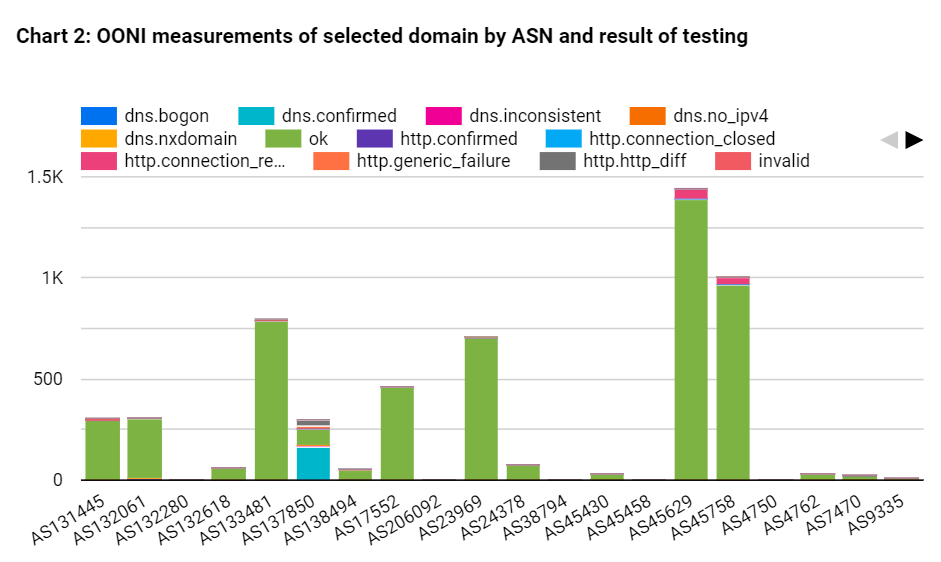 Chart 2: OONI measurements of selected domain by ASN and result of testing
dns.bogon dns.confirmed dns.inconsistent dns.no_ipv4
dns.nxdomain ok http.confirmed http.connection_closed
http.connection_re... http.generic_failure http.http_diff invalid
1.5K
1K
500
0
AS131445 AS132061 AS132280 AS132618 AS133481 AS137850 AS138494 AS17552 AS206092 AS23969 AS24378 AS38794 AS45430 AS45458 AS45629 AS45758 AS4750 AS4762 AS7470 AS9335